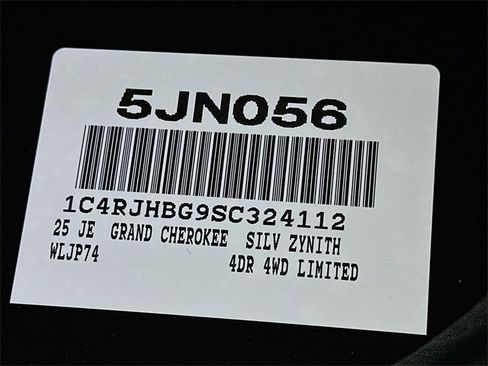 5JN056
1C4RJHBG9SC324112
25 JE GRAND CHEROKEE SILV ZYNITH
WLJP74 4DR 4WD LIMITED